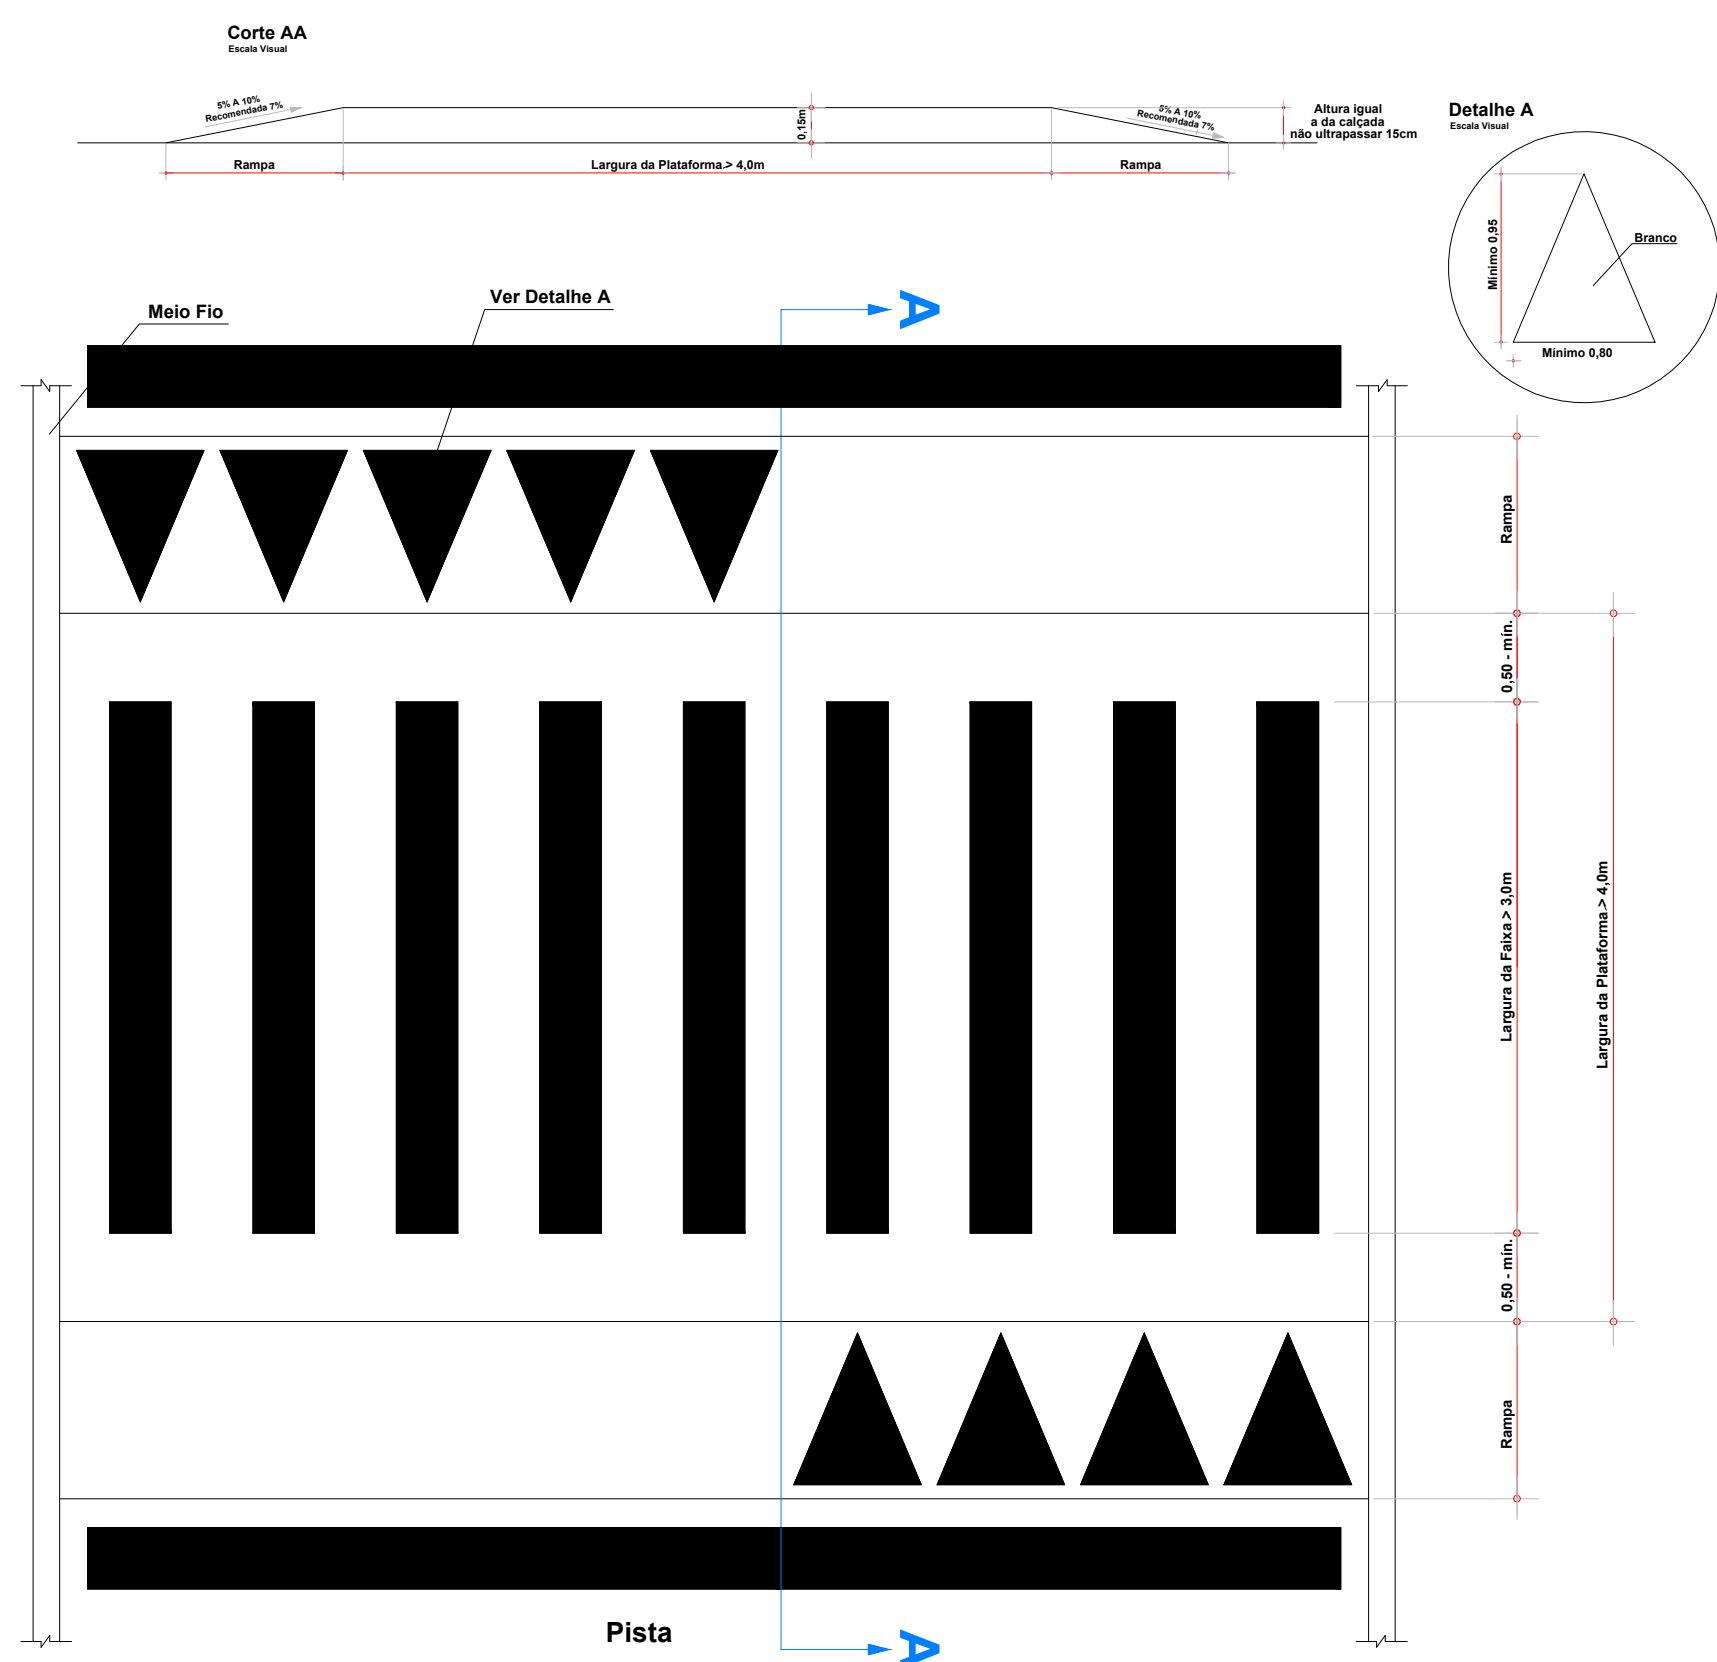 Corte AA
Escala Visual
5% A 10%
Recomendada 7%
0,15m
5% A 10%
Recomendada 7%
Altura igual
a da calçada
não ultrapassar 15cm
Rampa
Largura da Plataforma > 4,0m
Rampa
Detalhe A
Escala Visual
Mínimo 0,95
Branco
Mínimo 0,80
Meio Fio
Ver Detalhe A
A
Rampa
0,50 - mín.
Largura da Faixa > 3,0m
Largura da Plataforma > 4,0m
0,50 - mín.
Rampa
Pista
A